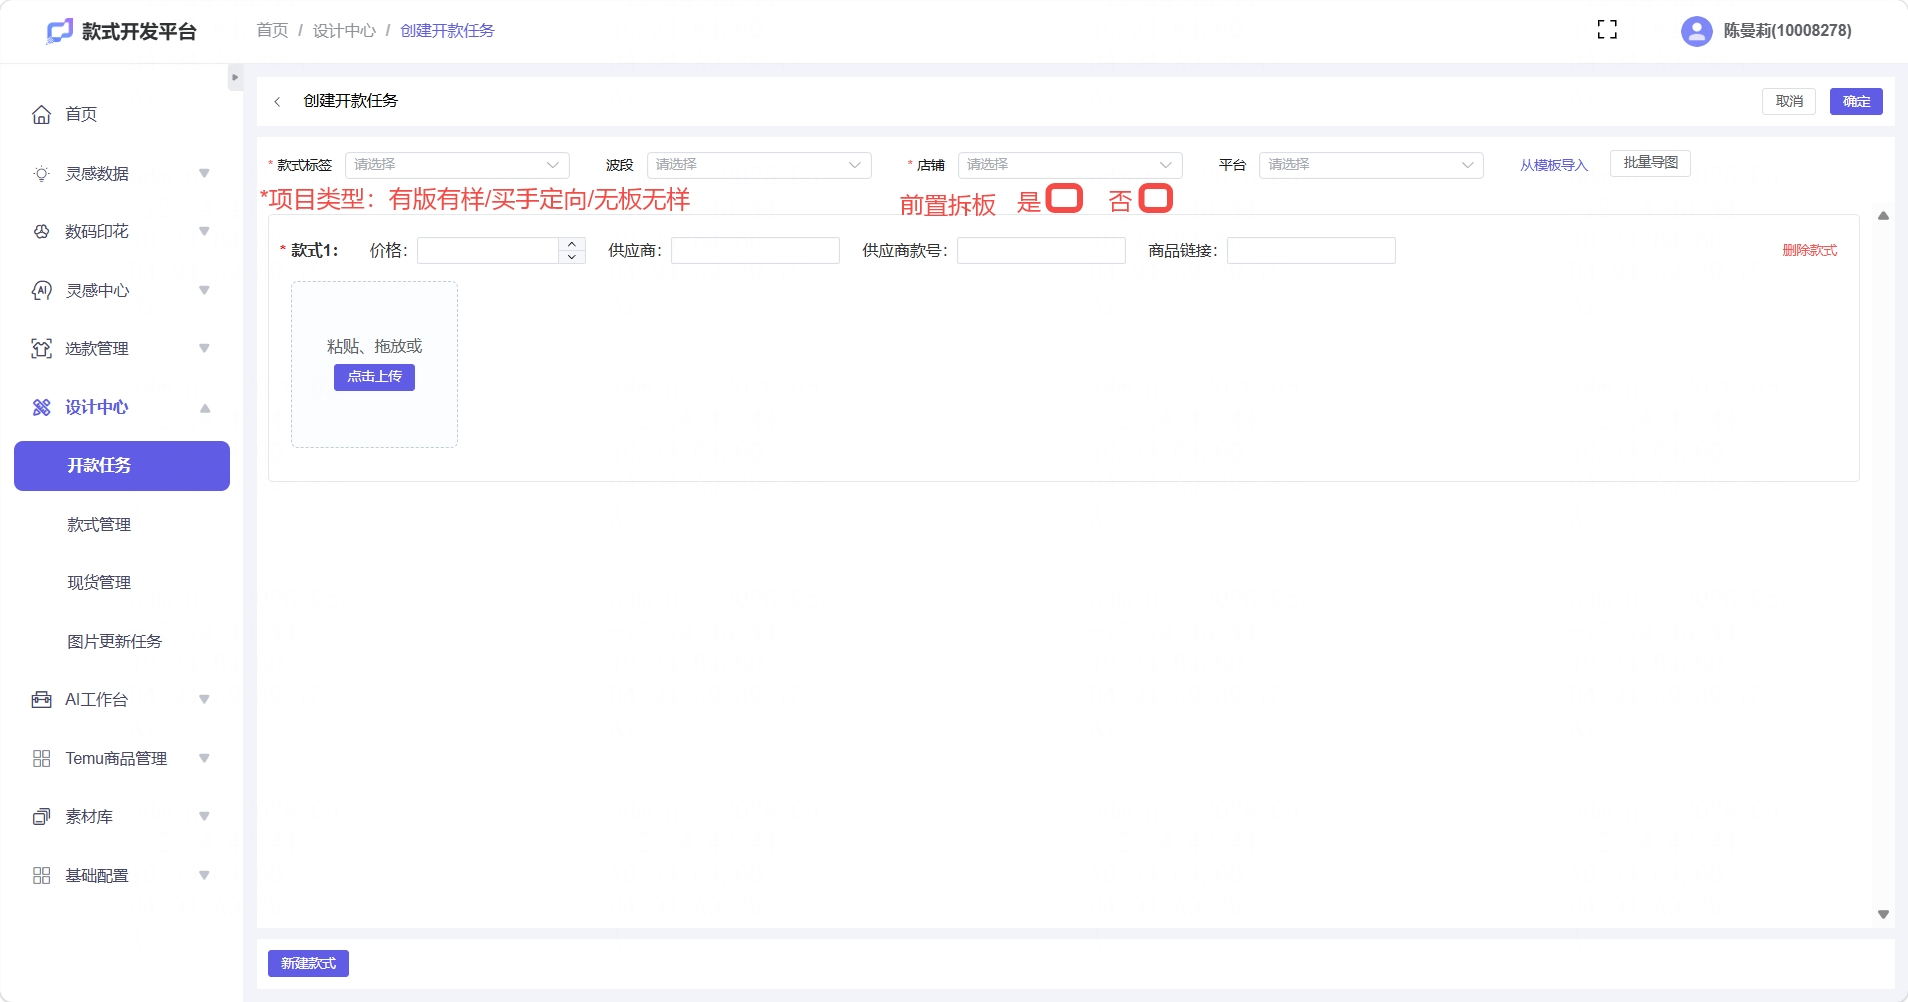 款式开发平台
首页 / 设计中心 / 创建开款任务
陈曼莉(10008278)
首页
灵感数据
数码印花
灵感中心
选款管理
设计中心
开款任务
款式管理
现货管理
图片更新任务
AI工作台
Temu商品管理
素材库
基础配置
创建开款任务
取消 确定
* 款式标签 请选择 波段 请选择 * 店铺 请选择 平台 请选择 从模板导入 批量导图
*项目类型：有版有样/买手定向/无板无样 前置拆板 是 否
* 款式1: 价格: 供应商: 供应商款号: 商品链接: 删除款式
粘贴、拖放或
点击上传
新建款式